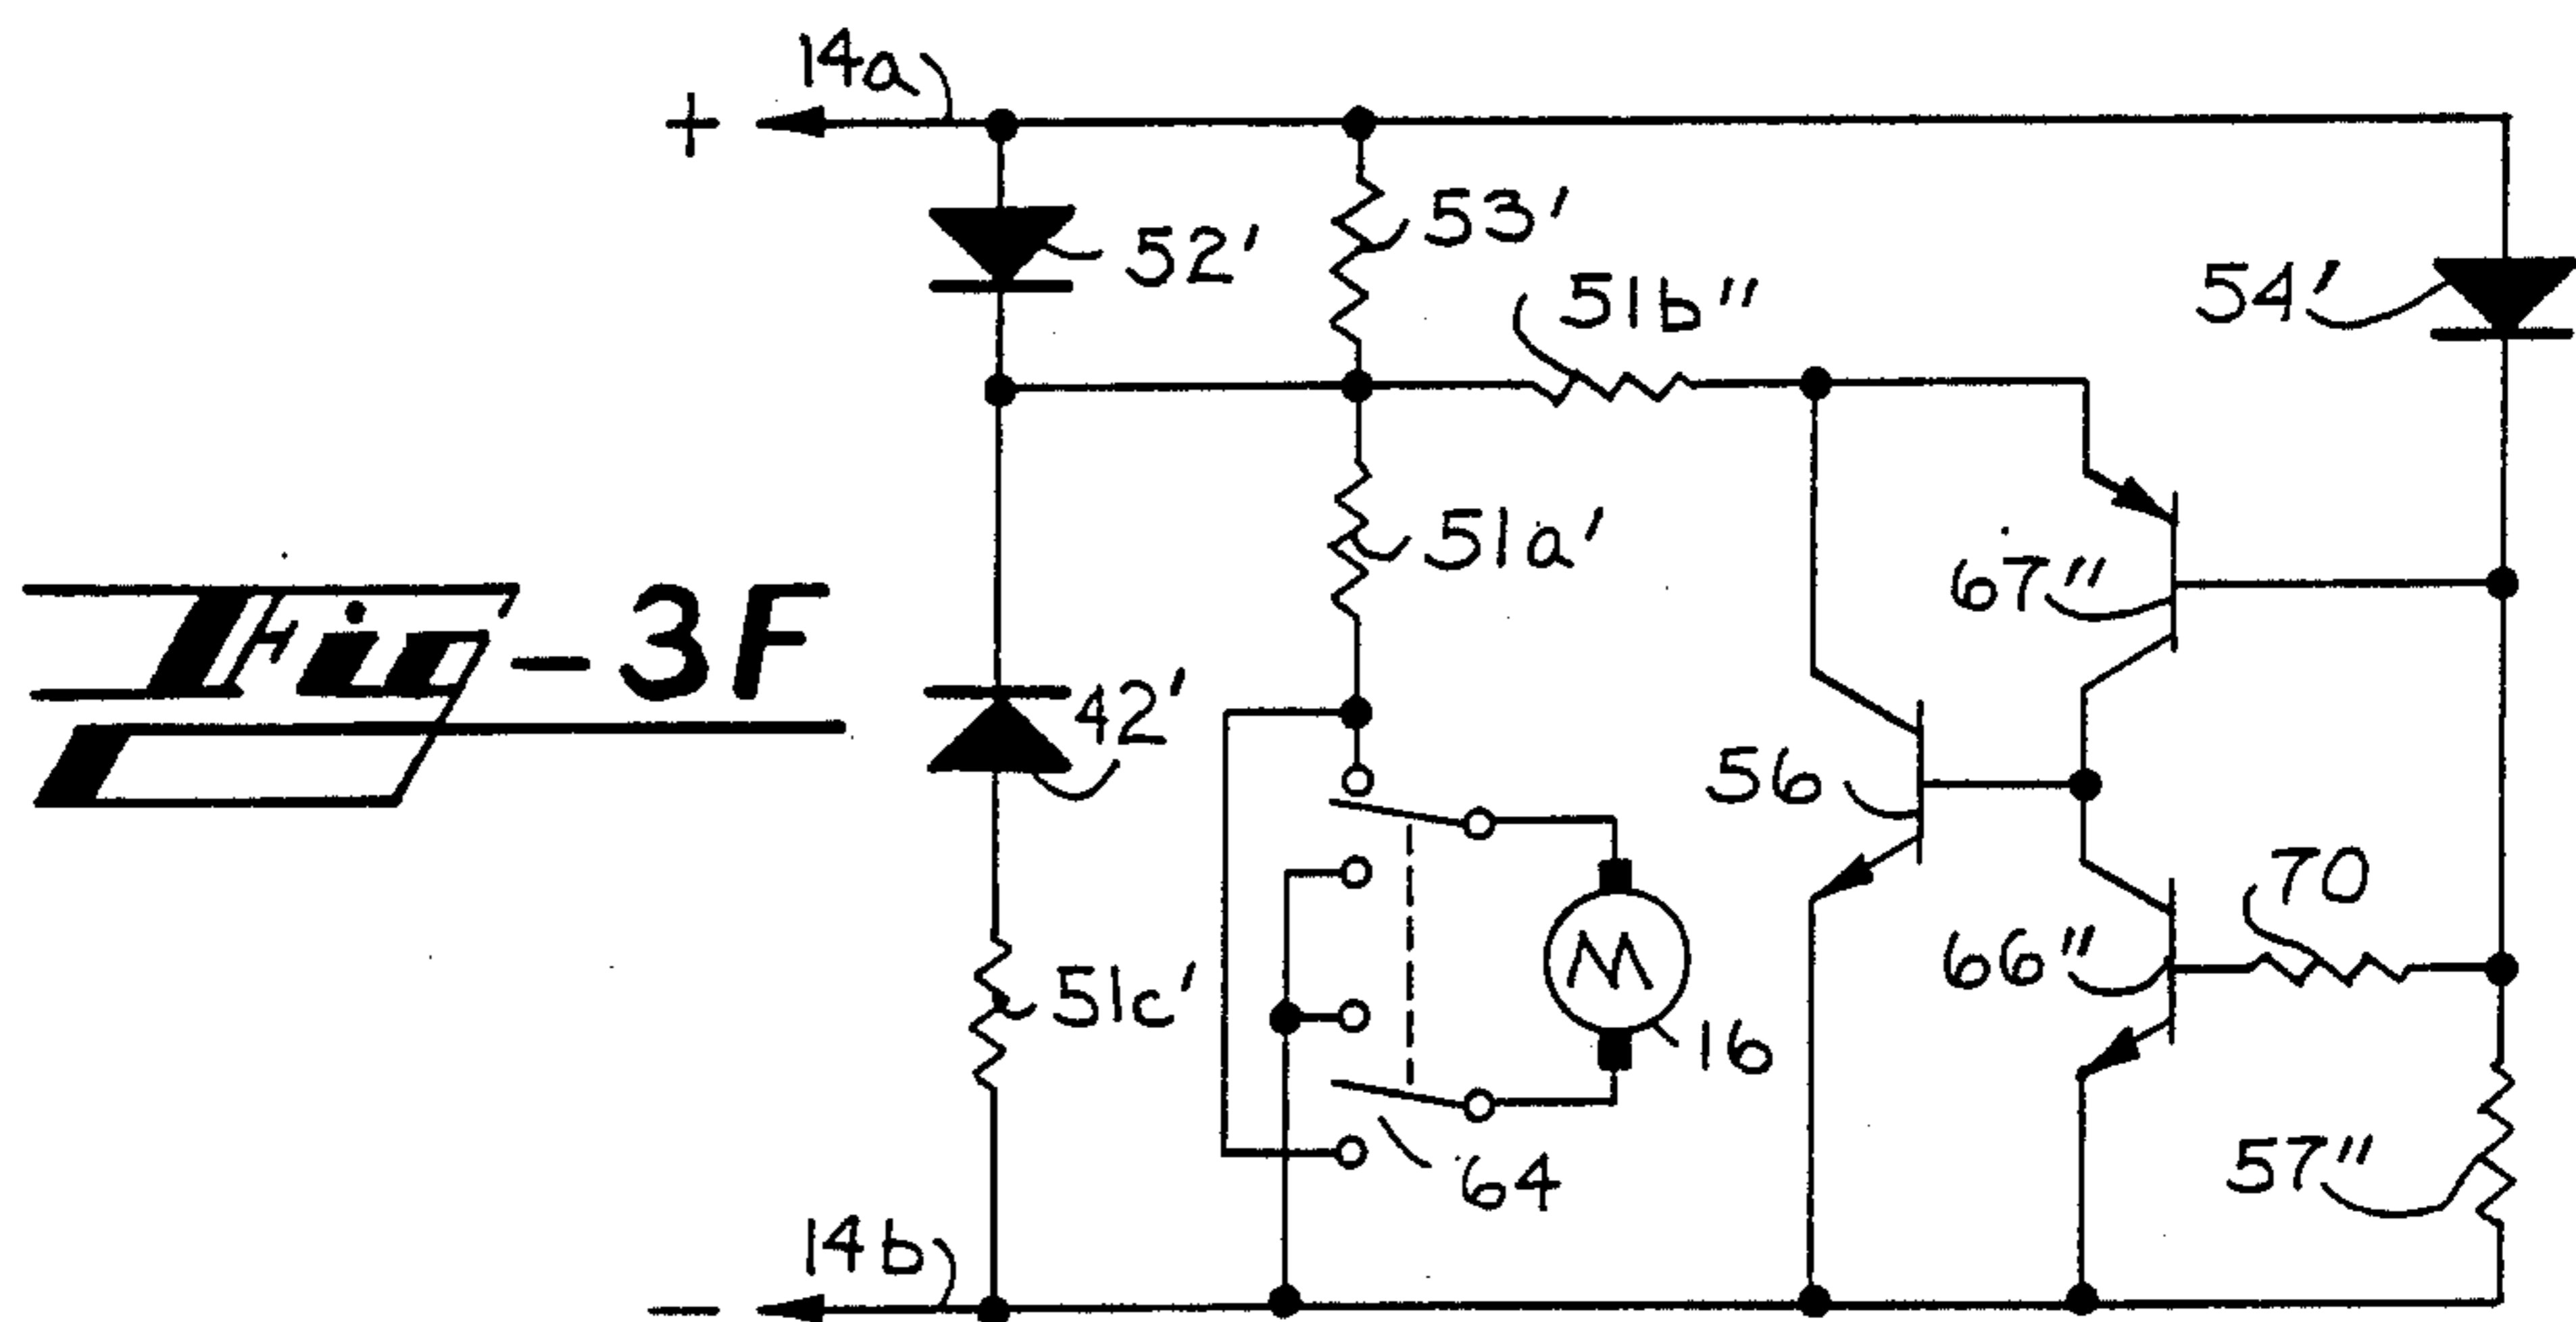 14a
+
52'
53'
51b"
54'
51a'
67"
Fig-3F
42'
56
70
66"
51c'
16
57"
64
14b
−